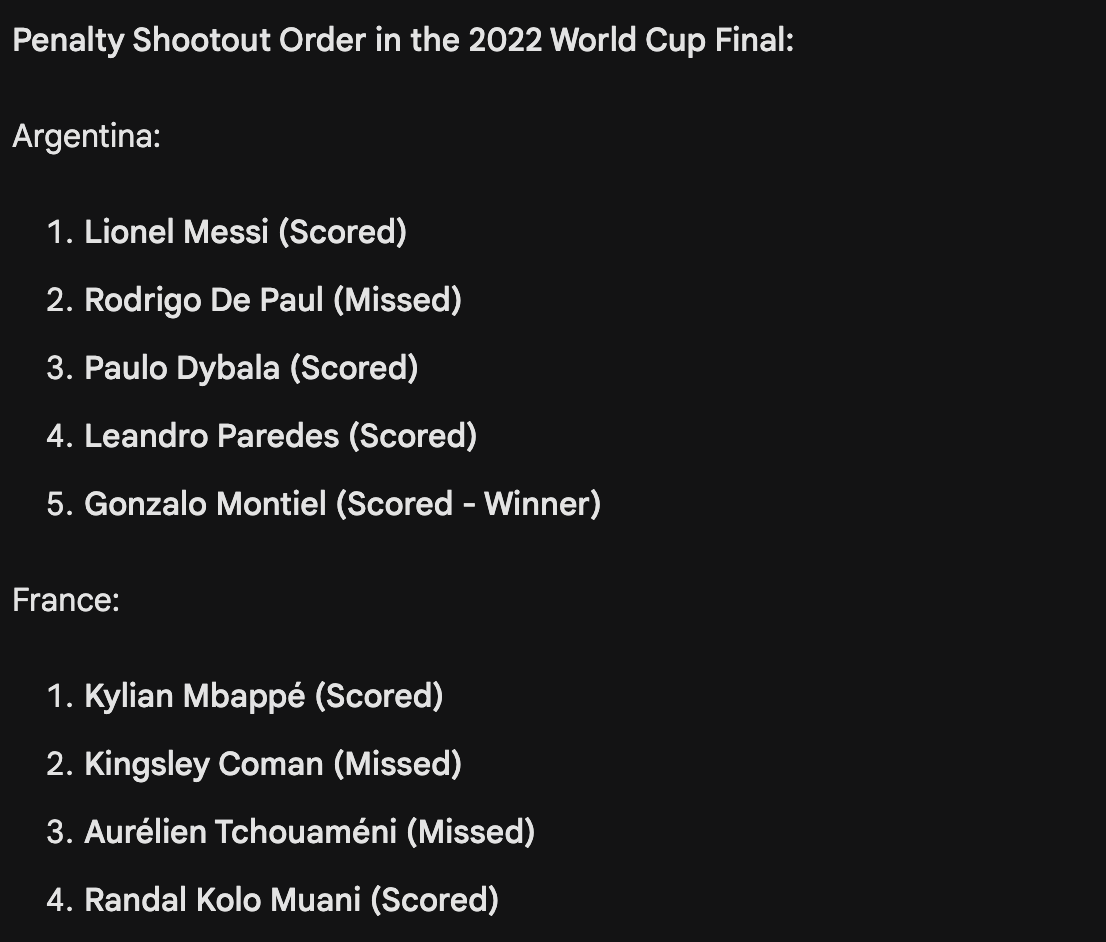 Penalty Shootout Order in the 2022 World Cup Final:
Argentina:
1. Lionel Messi (Scored)
2. Rodrigo De Paul (Missed)
3. Paulo Dybala (Scored)
4. Leandro Paredes (Scored)
5. Gonzalo Montiel (Scored - Winner)
France:
1. Kylian Mbappé (Scored)
2. Kingsley Coman (Missed)
3. Aurélien Tchouaméni (Missed)
4. Randal Kolo Muani (Scored)